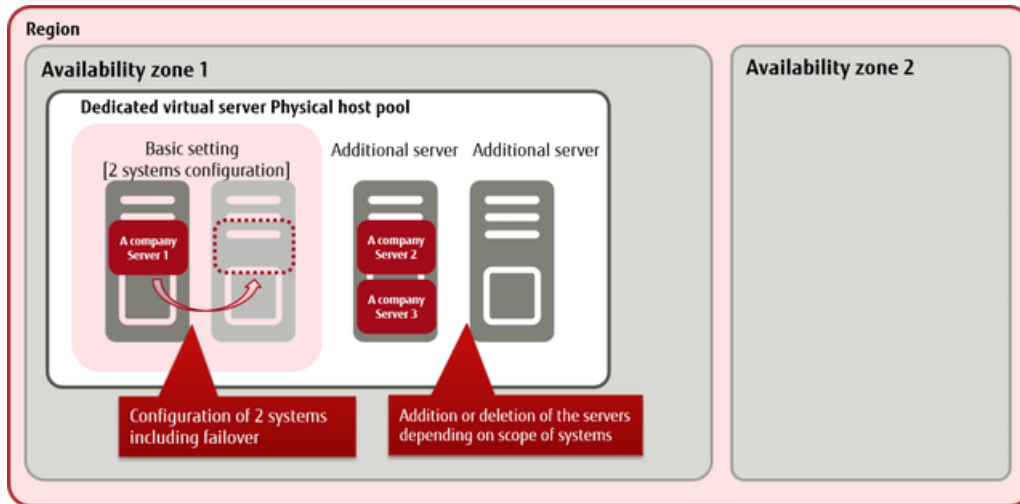 Region
Availability zone 1
Availability zone 2
Dedicated virtual server Physical host pool
Basic setting
[2 systems configuration]
Additional server
Additional server
A company
Server 1
A company
Server 2
A company
Server 3
Configuration of 2 systems
including failover
Addition or deletion of the servers
depending on scope of systems